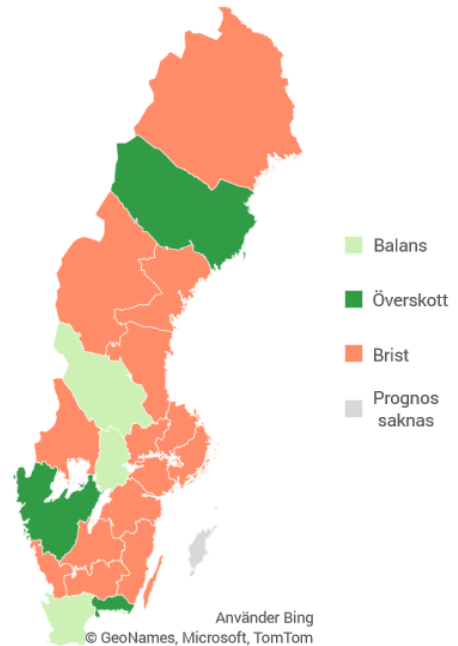 Balans
Överskott
Brist
Prognos
saknas
Använder Bing
© GeoNames, Microsoft, TomTom